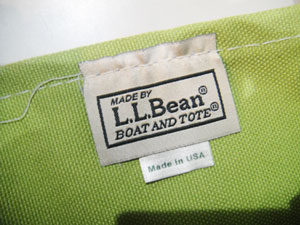 MADE BY
L.L.Bean®
BOAT AND TOTE®
Made in USA